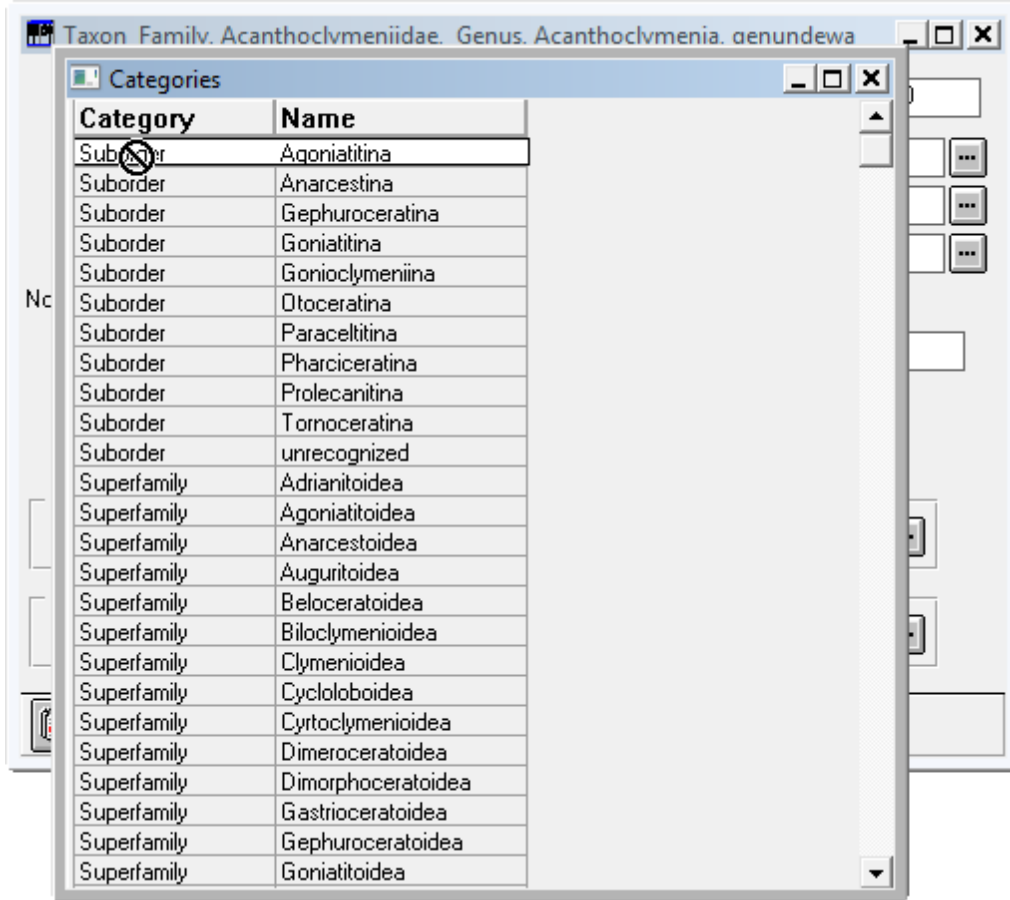 Taxon Family. Acanthoclymeniidae. Genus. Acanthoclymenia. genundewa
Categories
Category Name
Suborder Agoniatitina
Suborder Anarcestina
Suborder Gephuroceratina
Suborder Goniatitina
Suborder Gonioclymeniina
Suborder Otoceratina
Suborder Paraceltitina
Suborder Pharciceratina
Suborder Prolecanitina
Suborder Tornoceratina
Suborder unrecognized
Superfamily Adrianitoidea
Superfamily Agoniatitoidea
Superfamily Anarcestoidea
Superfamily Auguritoidea
Superfamily Beloceratoidea
Superfamily Biloclymenioidea
Superfamily Clymenioidea
Superfamily Cycloloboidea
Superfamily Cyrtoclymenioidea
Superfamily Dimeroceratoidea
Superfamily Dimorphoceratoidea
Superfamily Gastrioceratoidea
Superfamily Gephuroceratoidea
Superfamily Goniatitoidea